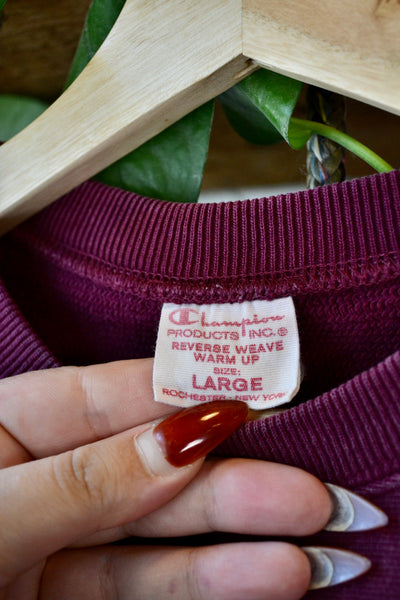 Champion
PRODUCTS INC.®
REVERSE WEAVE
WARM UP
SIZE:
LARGE
ROCHESTER · NEW YORK